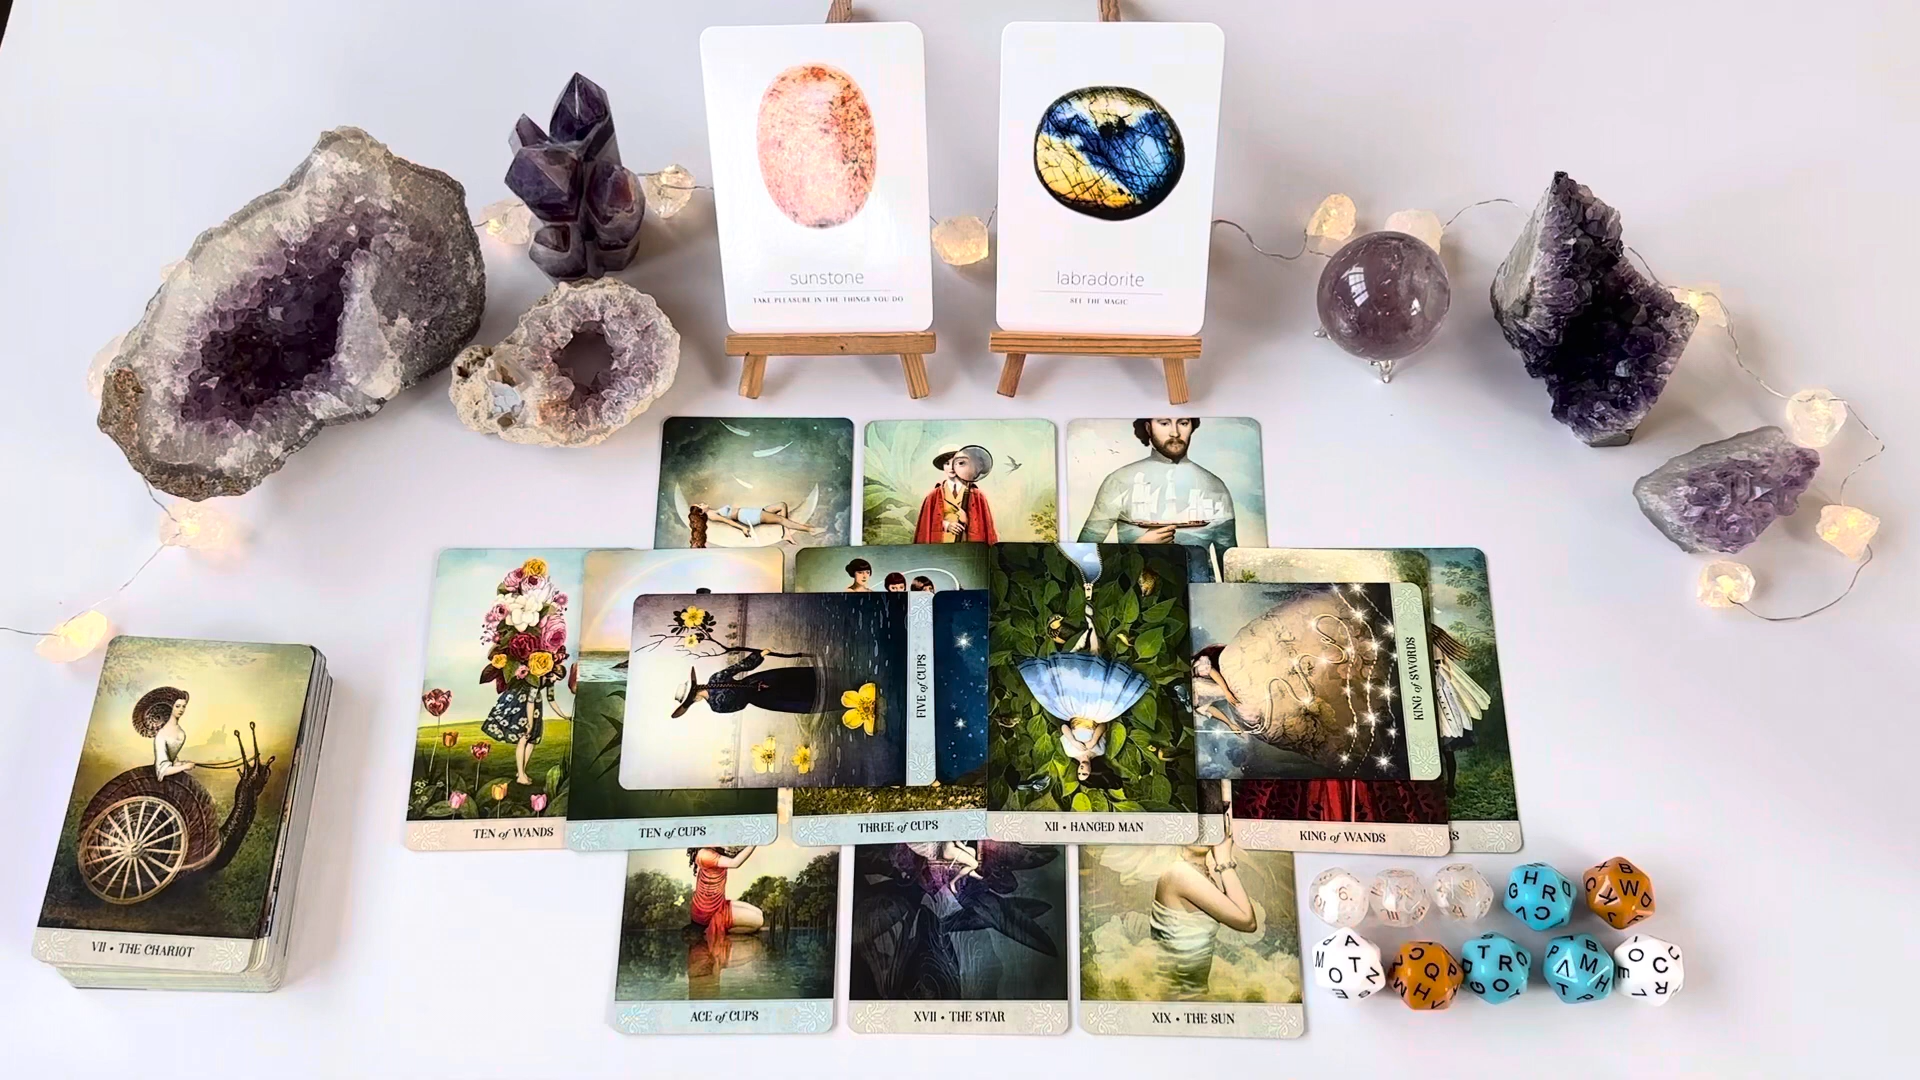 sunstone
TAKE PLEASURE IN THE THINGS YOU DO
labradorite
SEE THE MAGIC
FIVE of CUPS
KING of SWORDS
TEN of WANDS
TEN of CUPS
THREE of CUPS
XII • HANGED MAN
KING of WANDS
VII • THE CHARIOT
ACE of CUPS
XVII • THE STAR
XIX • THE SUN